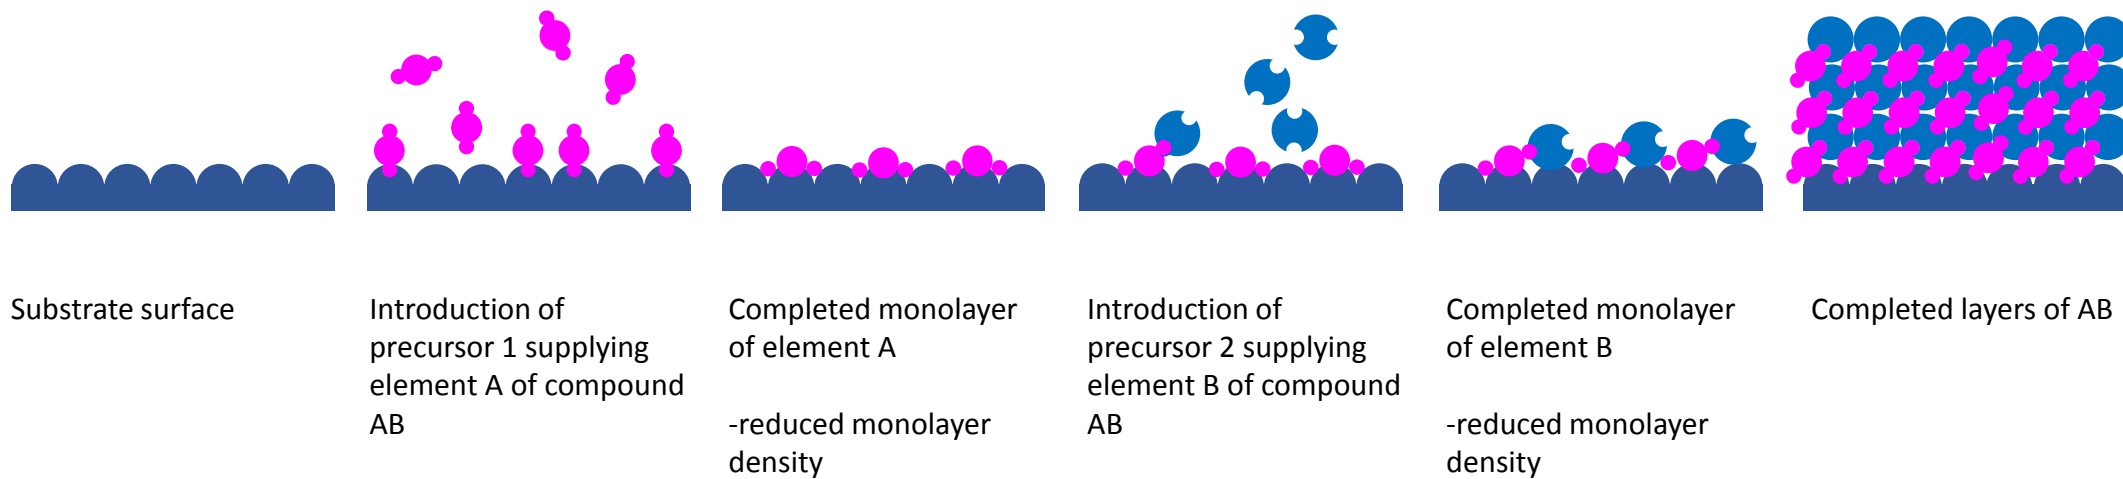 Substrate surface
Introduction of
precursor 1 supplying
element A of compound
AB
Completed monolayer
of element A
-reduced monolayer
density
Introduction of
precursor 2 supplying
element B of compound
AB
Completed monolayer
of element B
-reduced monolayer
density
Completed layers of AB